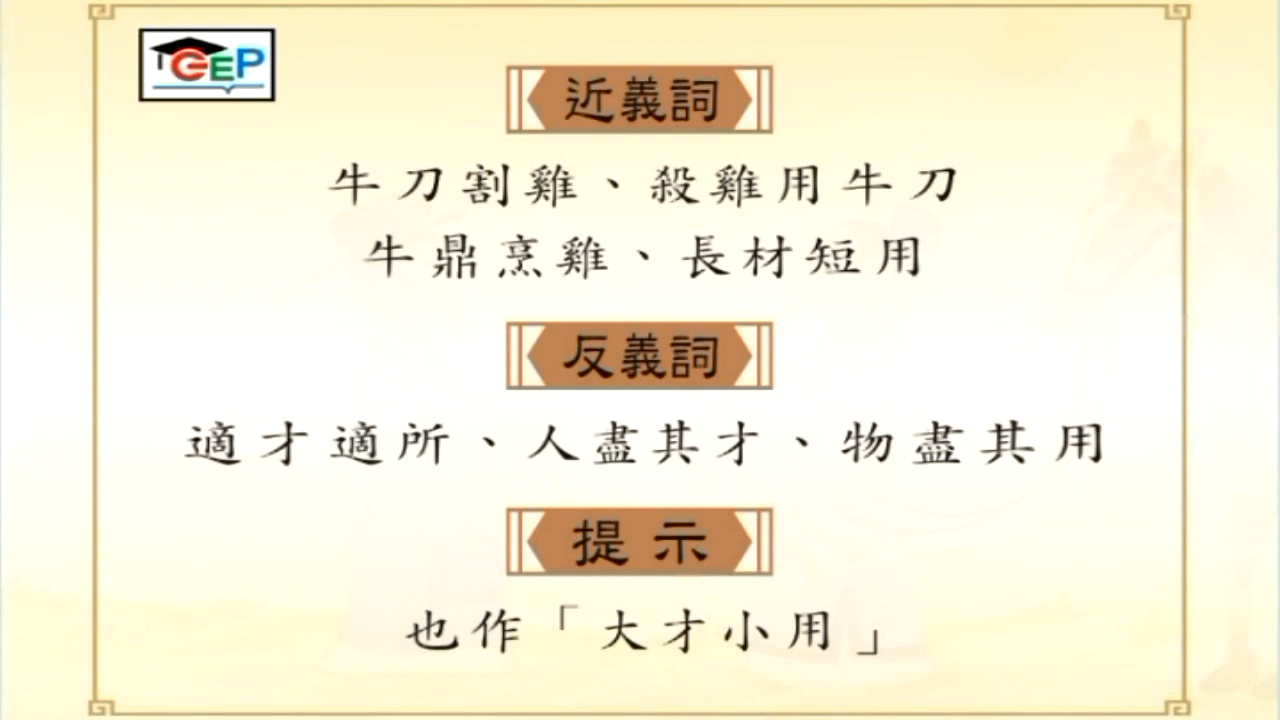 GEP
近義詞
牛刀割雞、殺雞用牛刀
牛鼎烹雞、長材短用
反義詞
適才適所、人盡其才、物盡其用
提示
也作「大才小用」